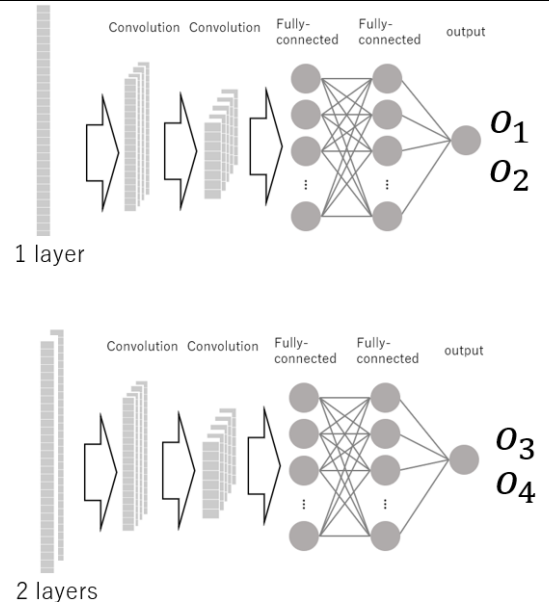 Convolution Convolution Fully-connected Fully-connected output
o1
o2
1 layer
Convolution Convolution Fully-connected Fully-connected output
o3
o4
2 layers